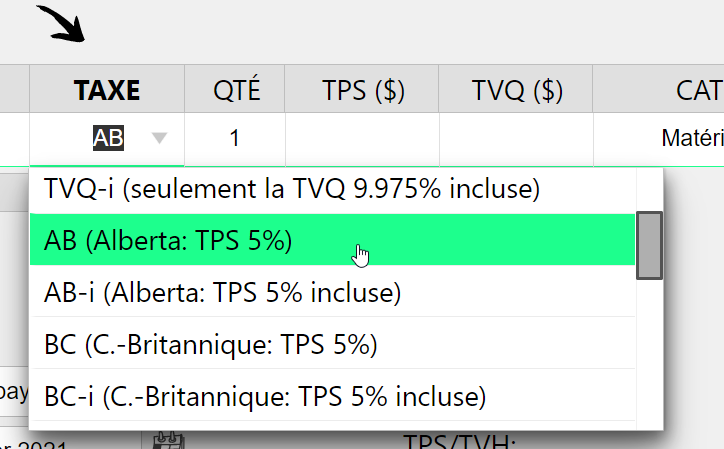 TAXE QTÉ TPS ($) TVQ ($) CAT
AB 1 Matéri
TVQ-i (seulement la TVQ 9.975% incluse)
AB (Alberta: TPS 5%)
AB-i (Alberta: TPS 5% incluse)
BC (C.-Britannique: TPS 5%)
BC-i (C.-Britannique: TPS 5% incluse)
pay
2021
TPS/TVH: